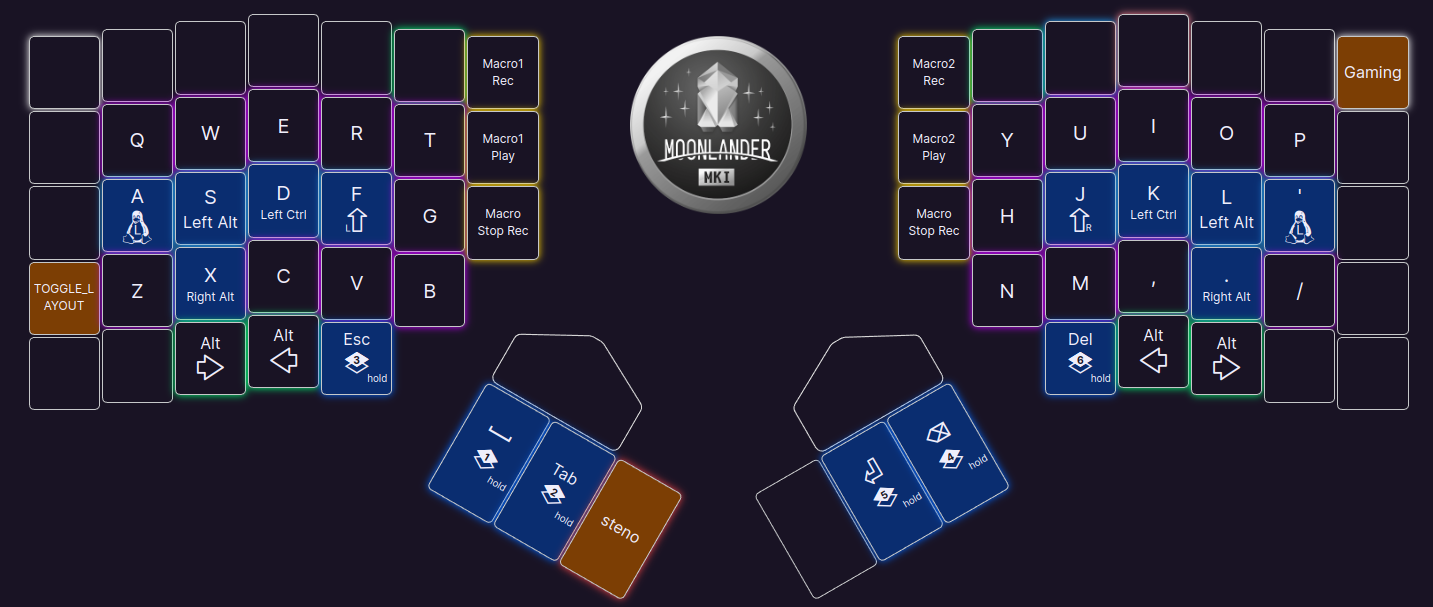 Macro1
Rec
Macro2
Rec
Gaming
Q
W
E
R
T
Macro1
Play
MOONLANDER
MKI
Macro2
Play
Y
U
I
O
P
A
L
S
Left Alt
D
Left Ctrl
F
L
G
Macro
Stop Rec
Macro
Stop Rec
H
J
R
K
Left Ctrl
L
Left Alt
'
L
TOGGLE_L
AYOUT
Z
X
Right Alt
C
V
B
N
M
,
.
Right Alt
/
Alt
Alt
Esc
3
hold
Del
6
hold
Alt
Alt
[
1
hold
Tab
2
hold
steno
5
hold
4
hold